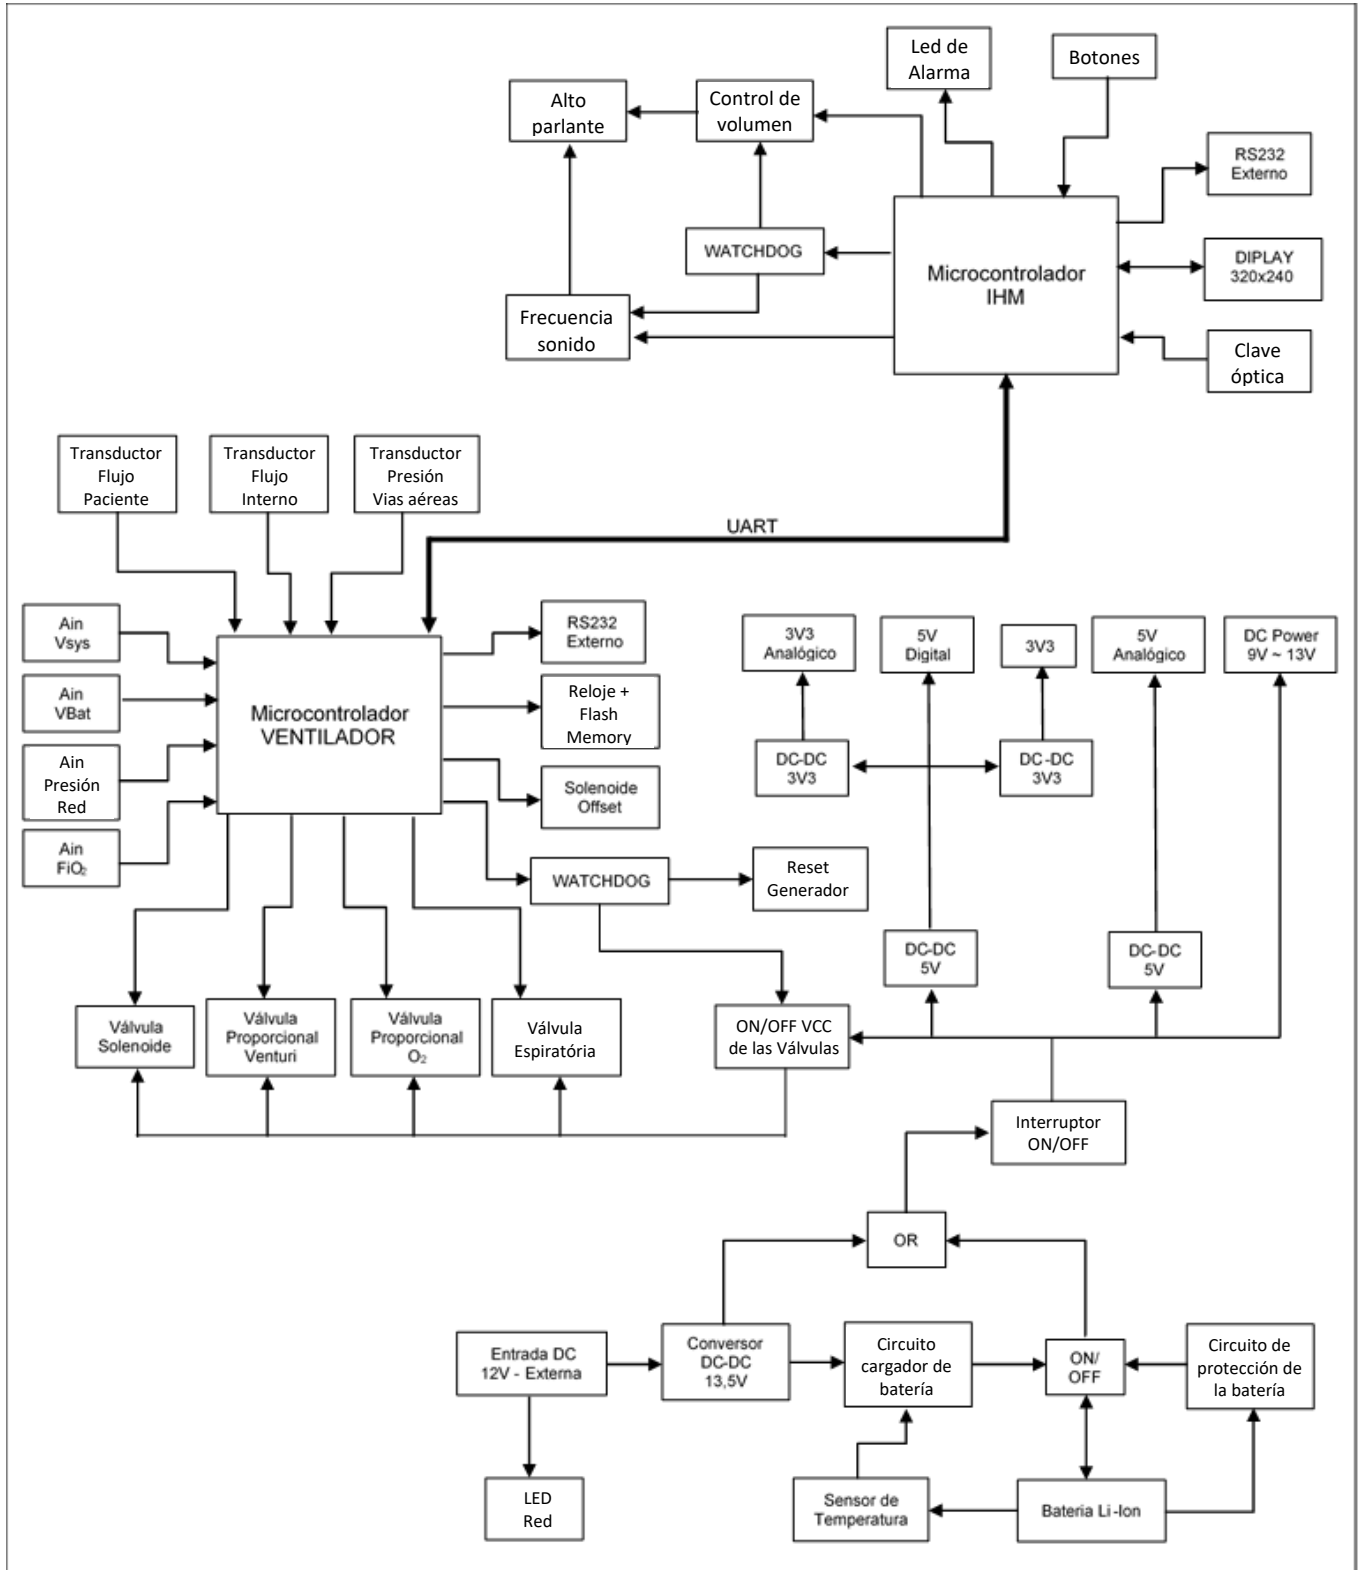 Led de
Alarma
Botones
Alto
parlante
Control de
volumen
RS232
Externo
WATCHDOG
Microcontrolador
IHM
DIPLAY
320x240
Frecuencia
sonido
Clave
óptica
Transductor
Flujo
Paciente
Transductor
Flujo
Interno
Transductor
Presión
Vias aéreas
UART
Ain
Vsys
Ain
VBat
Ain
Presión
Red
Ain
FiO₂
Microcontrolador
VENTILADOR
RS232
Externo
Reloje +
Flash
Memory
Solenoide
Offset
WATCHDOG
Reset
Generador
3V3
Analógico
5V
Digital
3V3
5V
Analógico
DC Power
9V ~ 13V
DC-DC
3V3
DC-DC
3V3
DC-DC
5V
DC-DC
5V
Válvula
Solenoide
Válvula
Proporcional
Venturi
Válvula
Proporcional
O₂
Válvula
Espiratória
ON/OFF VCC
de las Válvulas
Interruptor
ON/OFF
OR
Entrada DC
12V - Externa
Conversor
DC-DC
13,5V
Circuito
cargador de
batería
ON/
OFF
Circuito de
protección de
la batería
LED
Red
Sensor de
Temperatura
Bateria Li-Ion